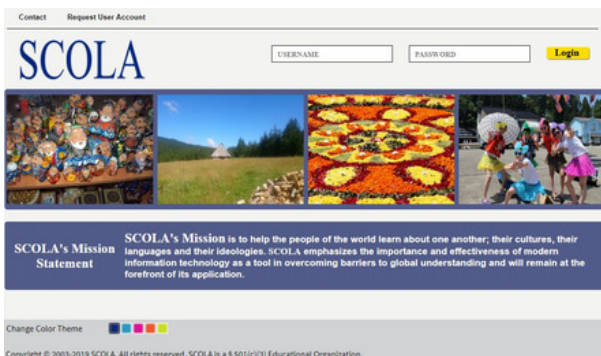 Contact Request User Account
SCOLA USERNAME PASSWORD Login
SCOLA's Mission Statement
SCOLA's Mission is to help the people of the world learn about one another; their cultures, their
languages and their ideologies. SCOLA emphasizes the importance and effectiveness of modern
information technology as a tool in overcoming barriers to global understanding and will remain at the
forefront of its application.
Change Color Theme
Copyright © 2003-2019 SCOLA. All rights reserved. SCOLA is a § 501(c)(3) Educational Organization.